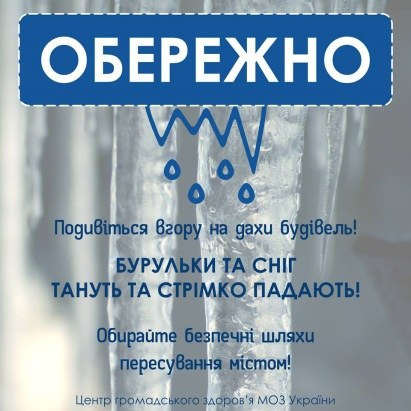 ОБЕРЕЖНО
Подивіться вгору на дахи будівель!
БУРУЛЬКИ ТА СНІГ
ТАНУТЬ ТА СТРІМКО ПАДАЮТЬ!
Обирайте безпечні шляхи
пересування містом!
Центр громадського здоров’я МОЗ України